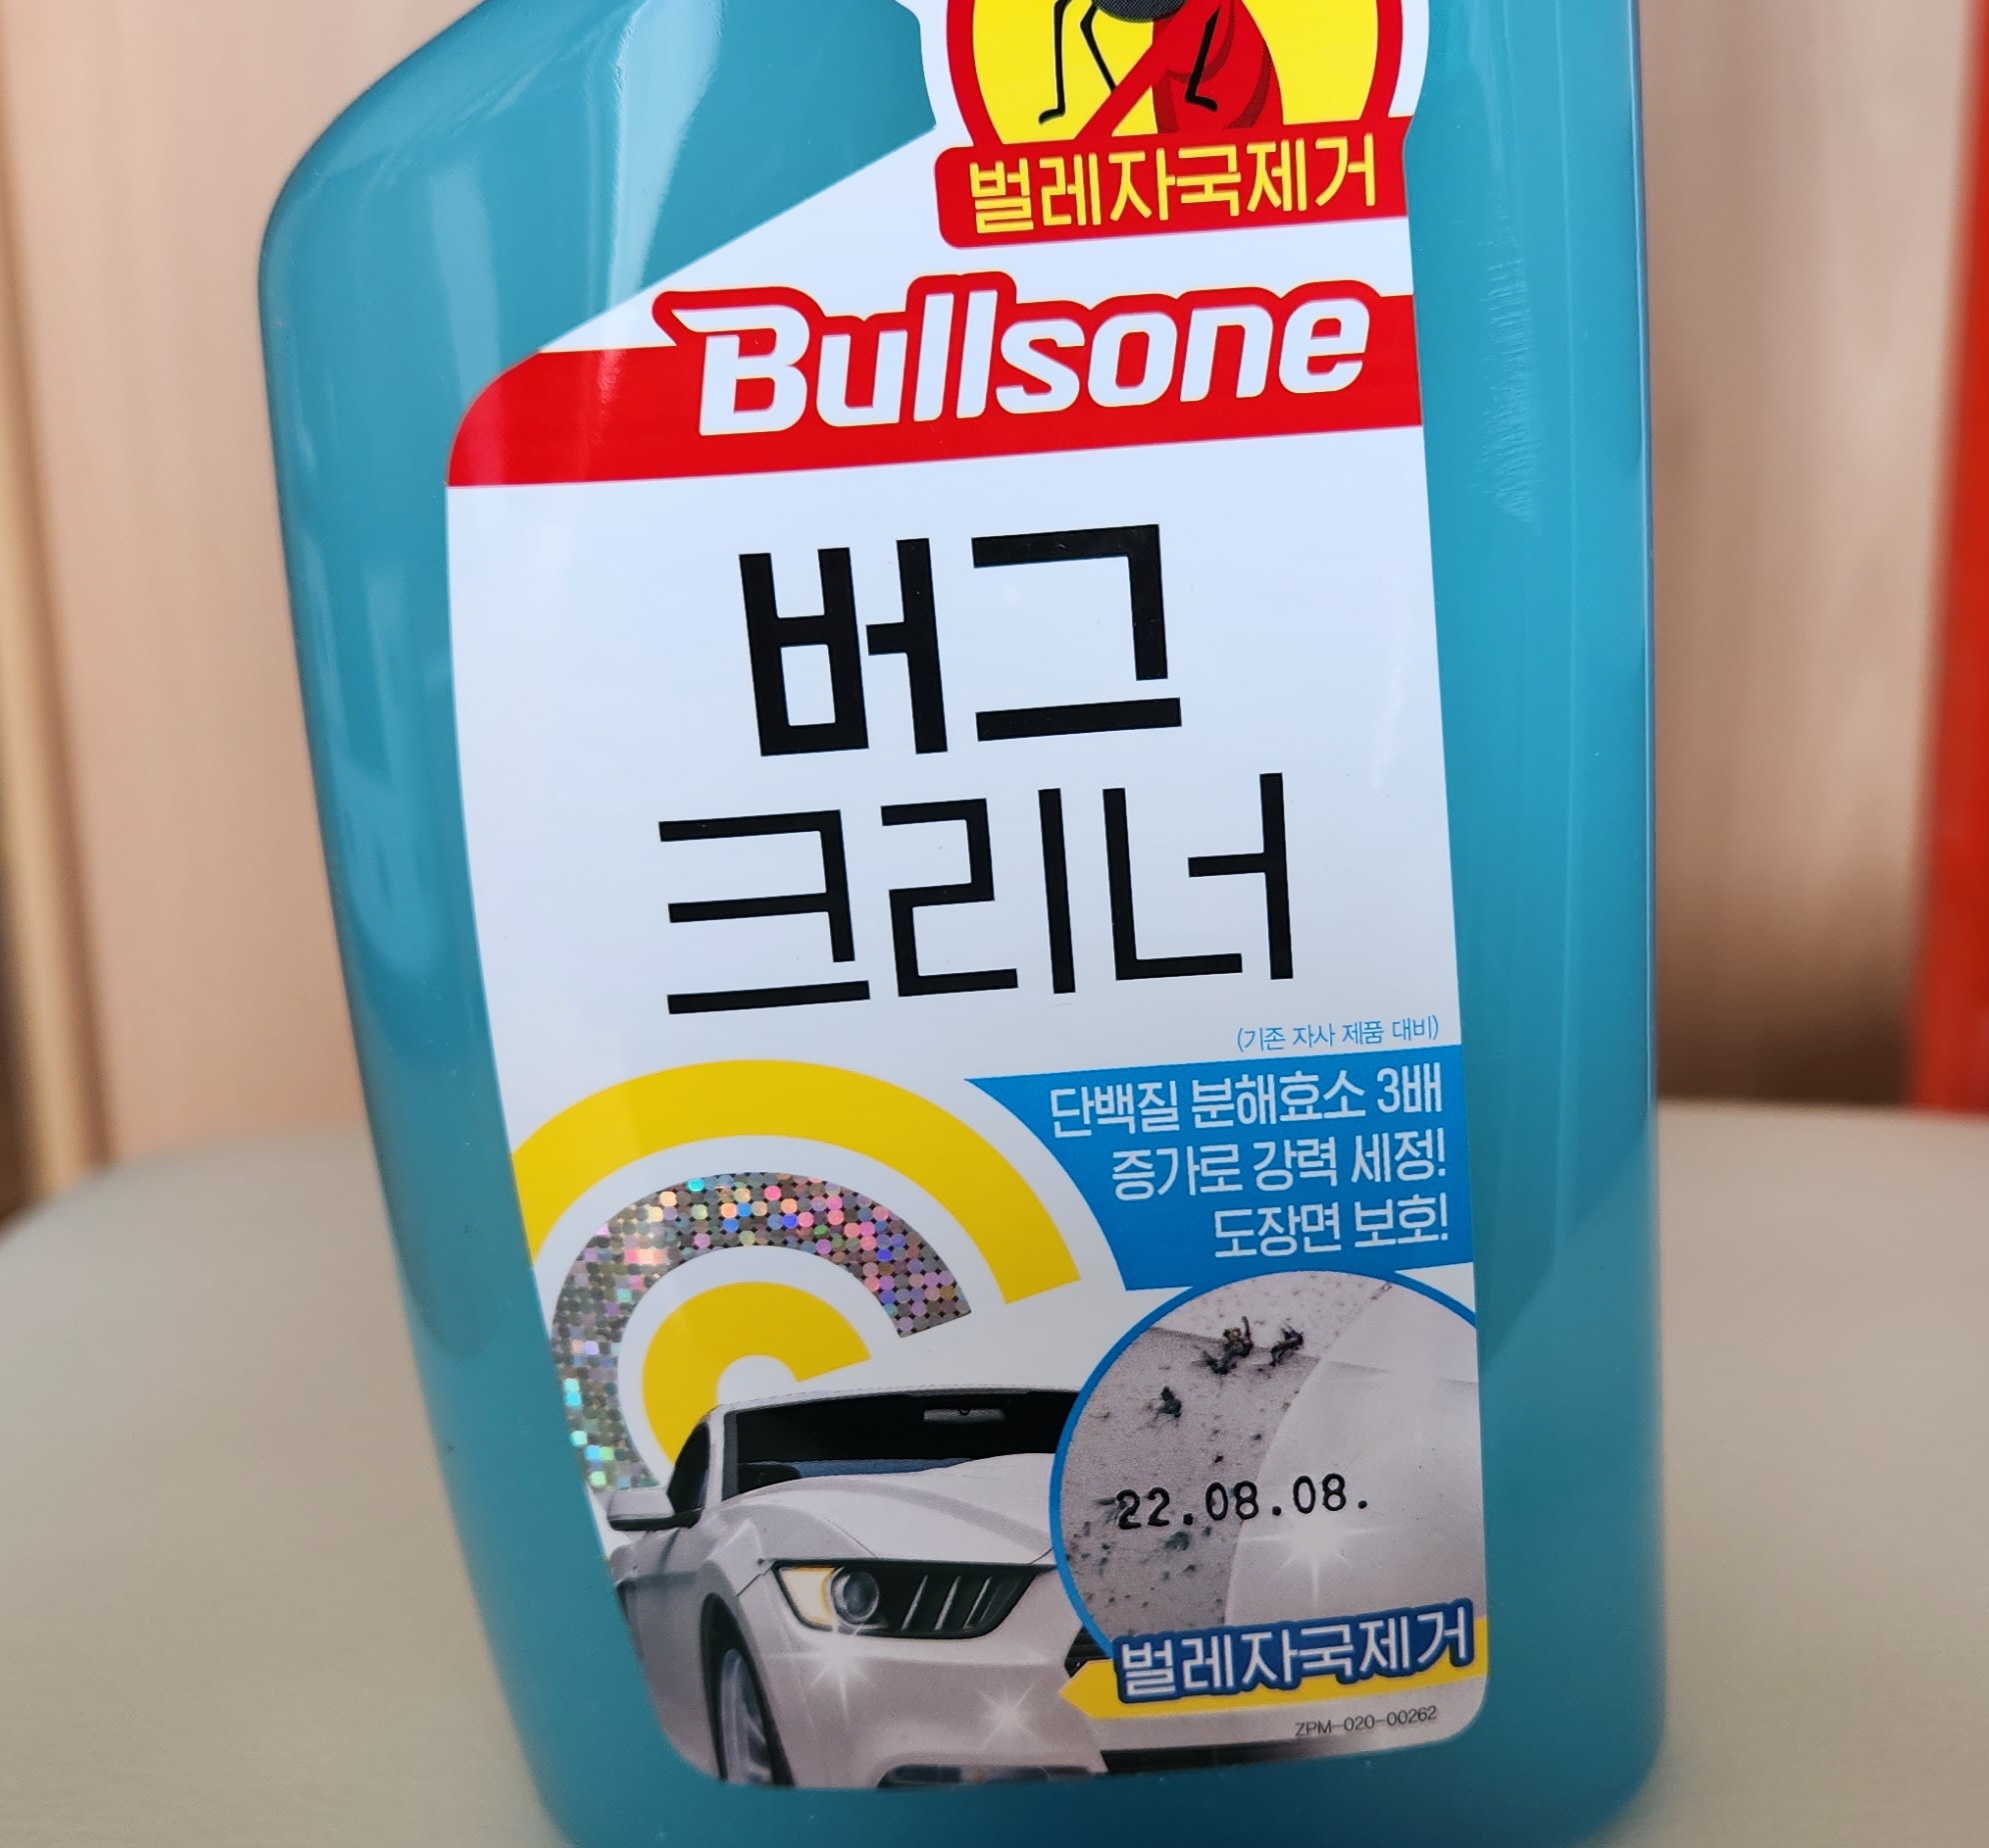 벌레자국제거
Bullsone
버그
크리너
(기존 자사 제품 대비)
단백질 분해효소 3배
증가로 강력 세정!
도장면 보호!
22.08.08.
벌레자국제거
ZPM-020-00262